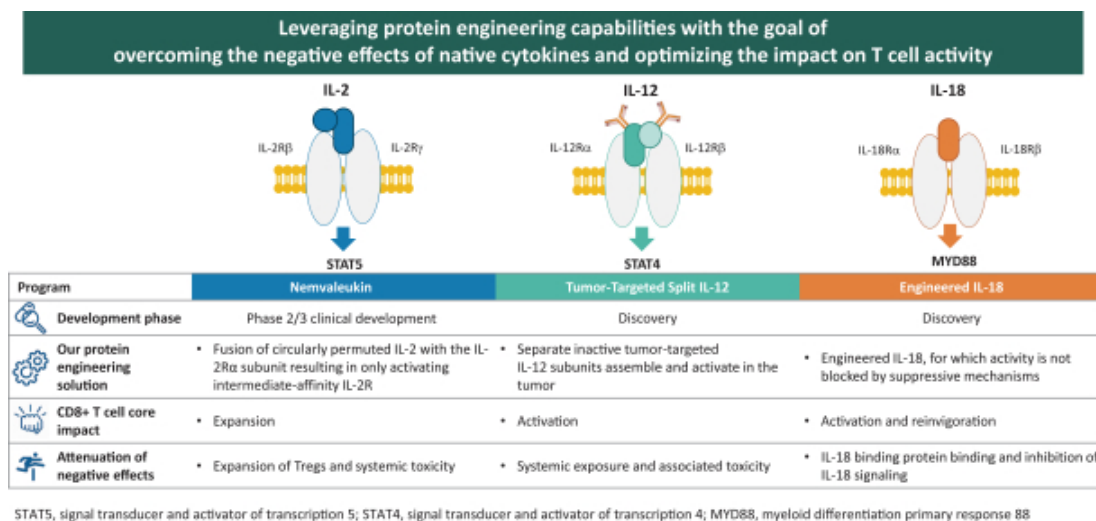 Leveraging protein engineering capabilities with the goal of
overcoming the negative effects of native cytokines and optimizing the impact on T cell activity
IL-2
IL-12
IL-18
IL-2Rβ
IL-2Rγ
IL-12Rα
IL-12Rβ
IL-18Rα
IL-18Rβ
STAT5
STAT4
MYD88
Program
Nemvaleukin
Tumor-Targeted Split IL-12
Engineered IL-18
Development phase
Phase 2/3 clinical development
Discovery
Discovery
Our protein
engineering
solution
• Fusion of circularly permuted IL-2 with the IL-
2Rα subunit resulting in only activating
intermediate-affinity IL-2R
• Separate inactive tumor-targeted
IL-12 subunits assemble and activate in the
tumor
• Engineered IL-18, for which activity is not
blocked by suppressive mechanisms
CD8+ T cell core
impact
• Expansion
• Activation
• Activation and reinvigoration
Attenuation of
negative effects
• Expansion of Tregs and systemic toxicity
• Systemic exposure and associated toxicity
• IL-18 binding protein binding and inhibition of
IL-18 signaling
STAT5, signal transducer and activator of transcription 5; STAT4, signal transducer and activator of transcription 4; MYD88, myeloid differentiation primary response 88